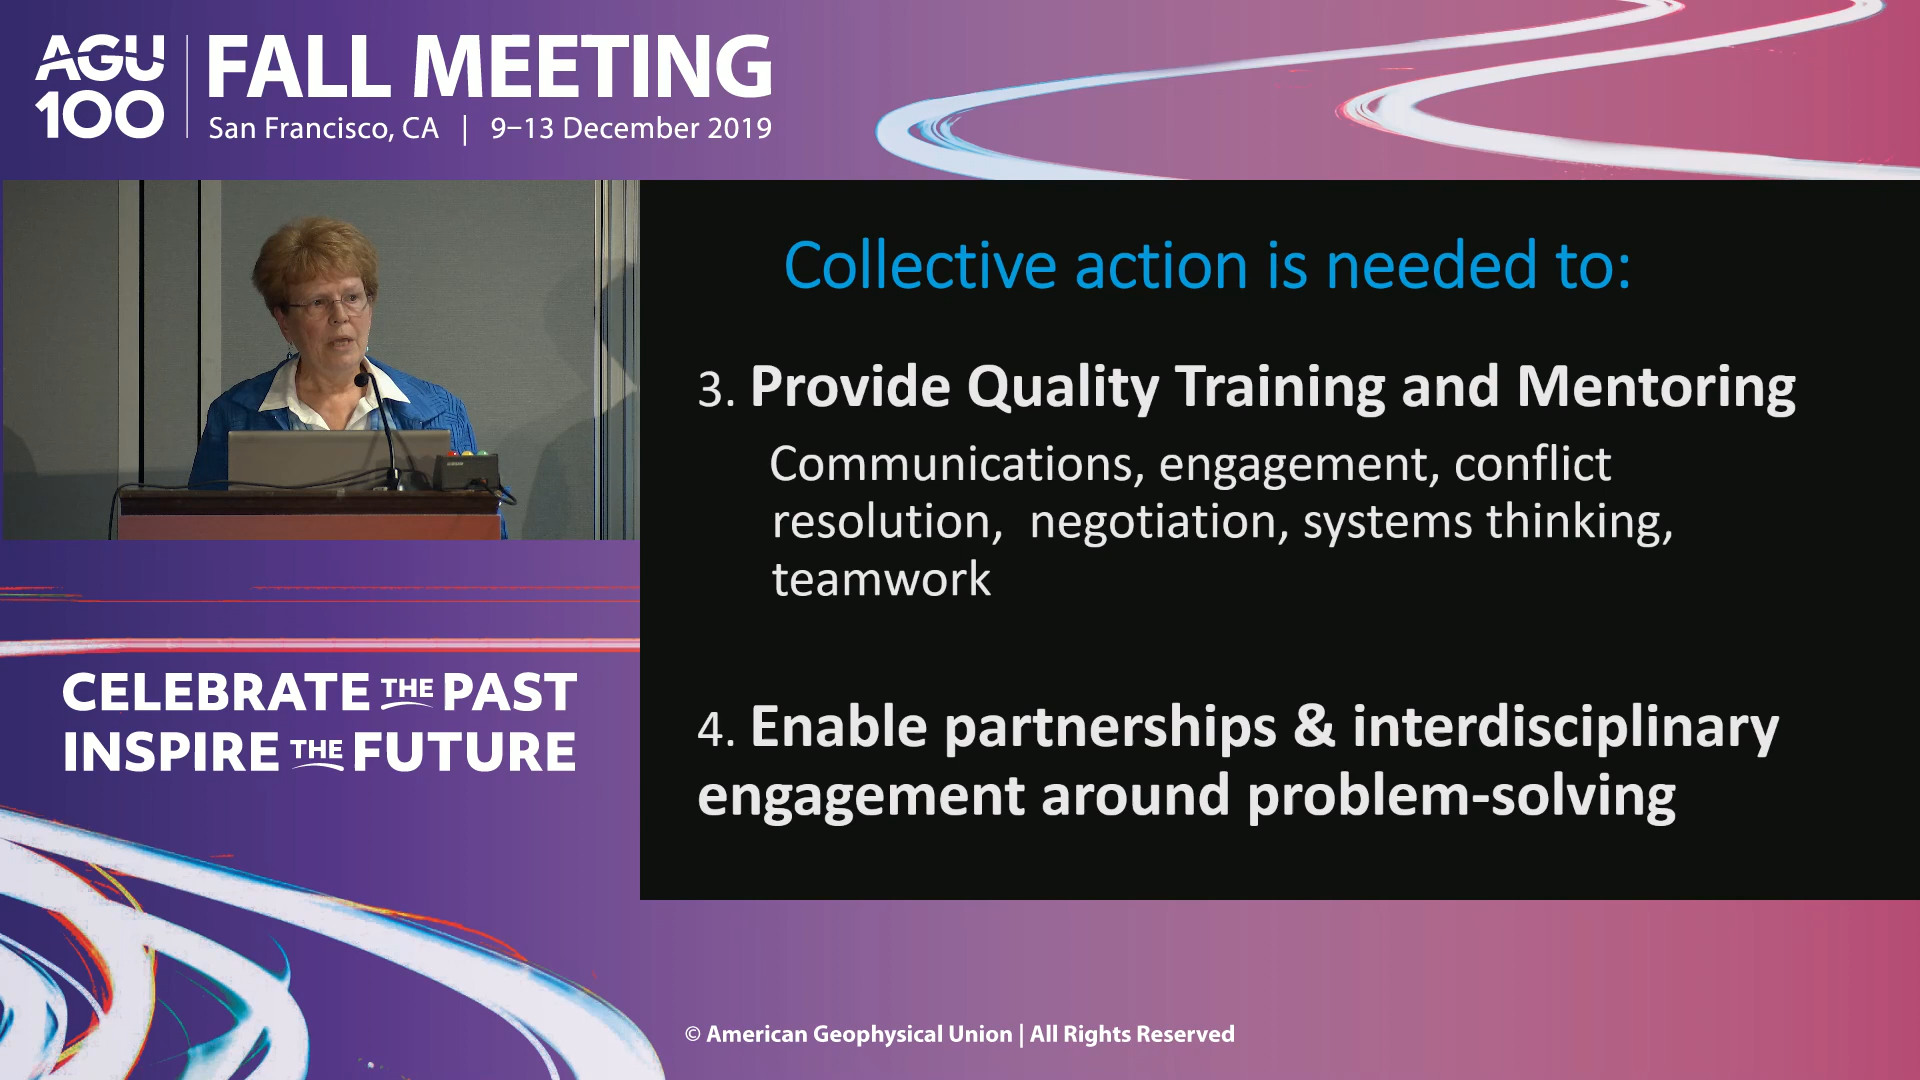 AGU
100
FALL MEETING
San Francisco, CA | 9–13 December 2019
Collective action is needed to:
3. Provide Quality Training and Mentoring
Communications, engagement, conflict
resolution, negotiation, systems thinking,
teamwork
4. Enable partnerships & interdisciplinary
engagement around problem-solving
CELEBRATE THE PAST
INSPIRE THE FUTURE
© American Geophysical Union | All Rights Reserved